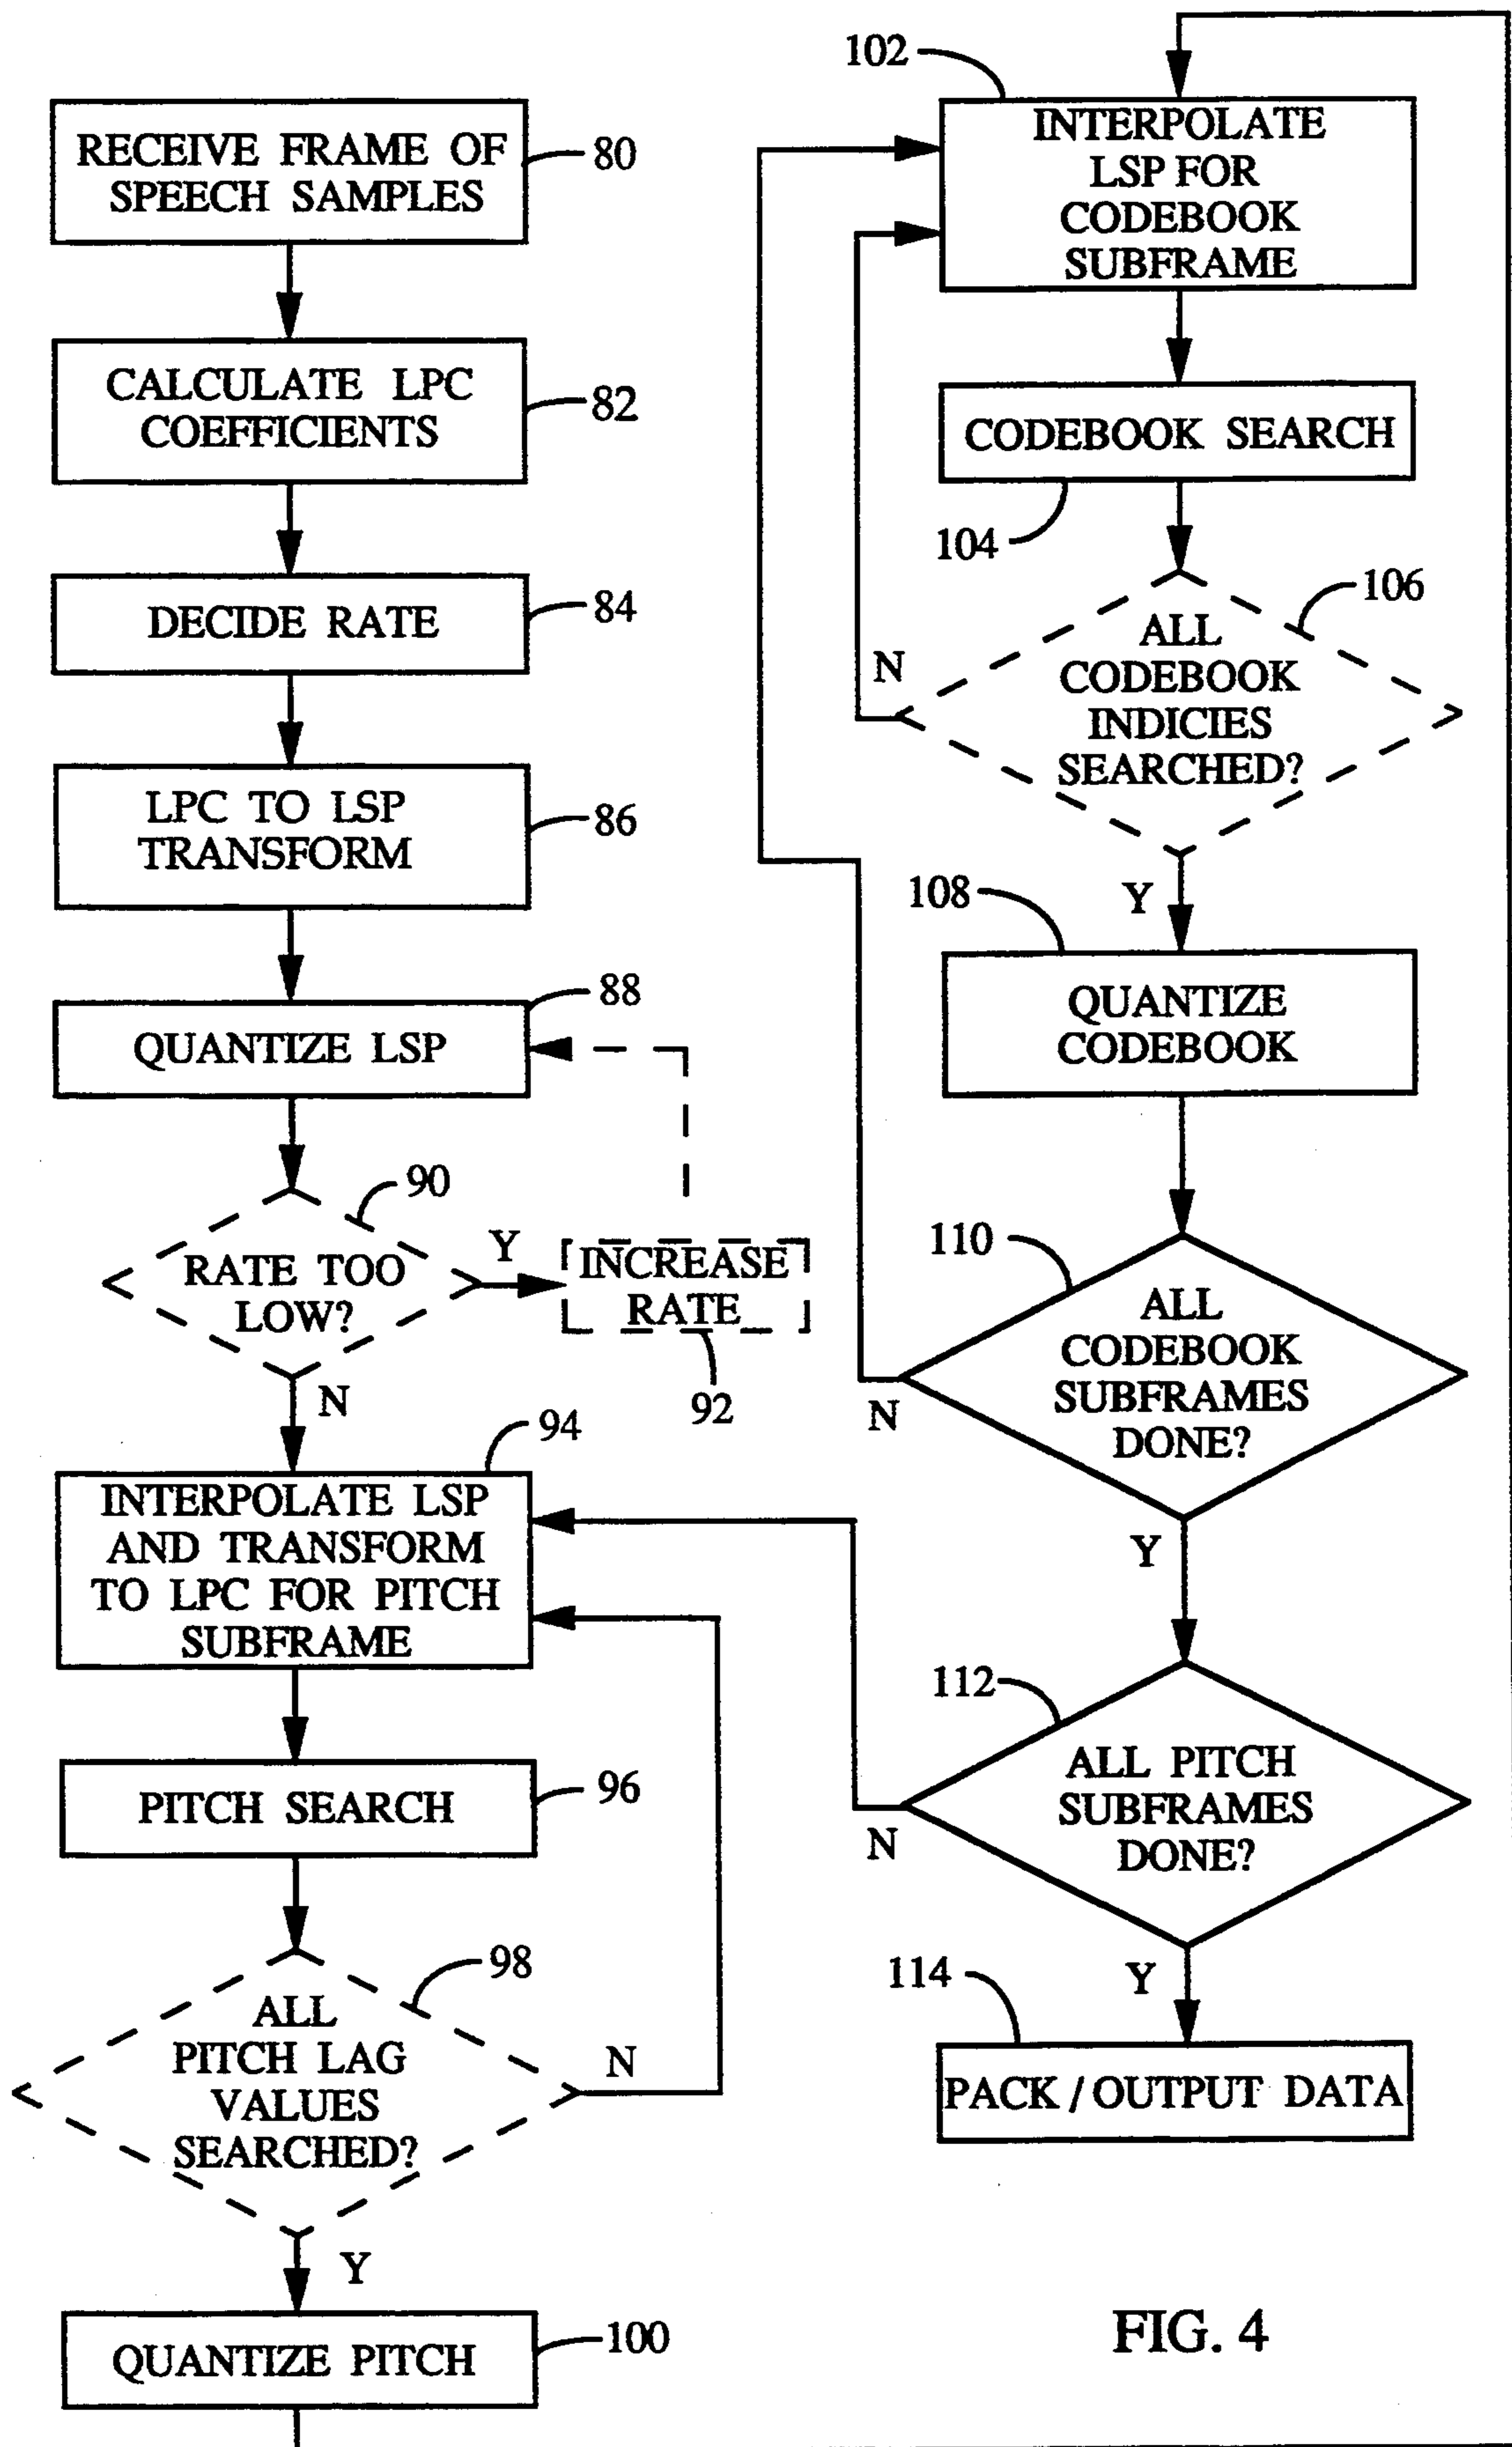 RECEIVE FRAME OF
SPEECH SAMPLES
80
CALCULATE LPC
COEFFICIENTS
82
DECIDE RATE
84
LPC TO LSP
TRANSFORM
86
88
QUANTIZE LSP
90
RATE TOO
LOW?
Y
INCREASE
RATE
92
N
94
INTERPOLATE LSP
AND TRANSFORM
TO LPC FOR PITCH
SUBFRAME
PITCH SEARCH
96
98
ALL
PITCH LAG
VALUES
SEARCHED?
N
Y
QUANTIZE PITCH
100
102
INTERPOLATE
LSP FOR
CODEBOOK
SUBFRAME
CODEBOOK SEARCH
104
106
ALL
CODEBOOK
INDICIES
SEARCHED?
N
Y
108
QUANTIZE
CODEBOOK
110
ALL
CODEBOOK
SUBFRAMES
DONE?
N
Y
112
ALL PITCH
SUBFRAMES
DONE?
N
Y
114
PACK / OUTPUT DATA
FIG. 4